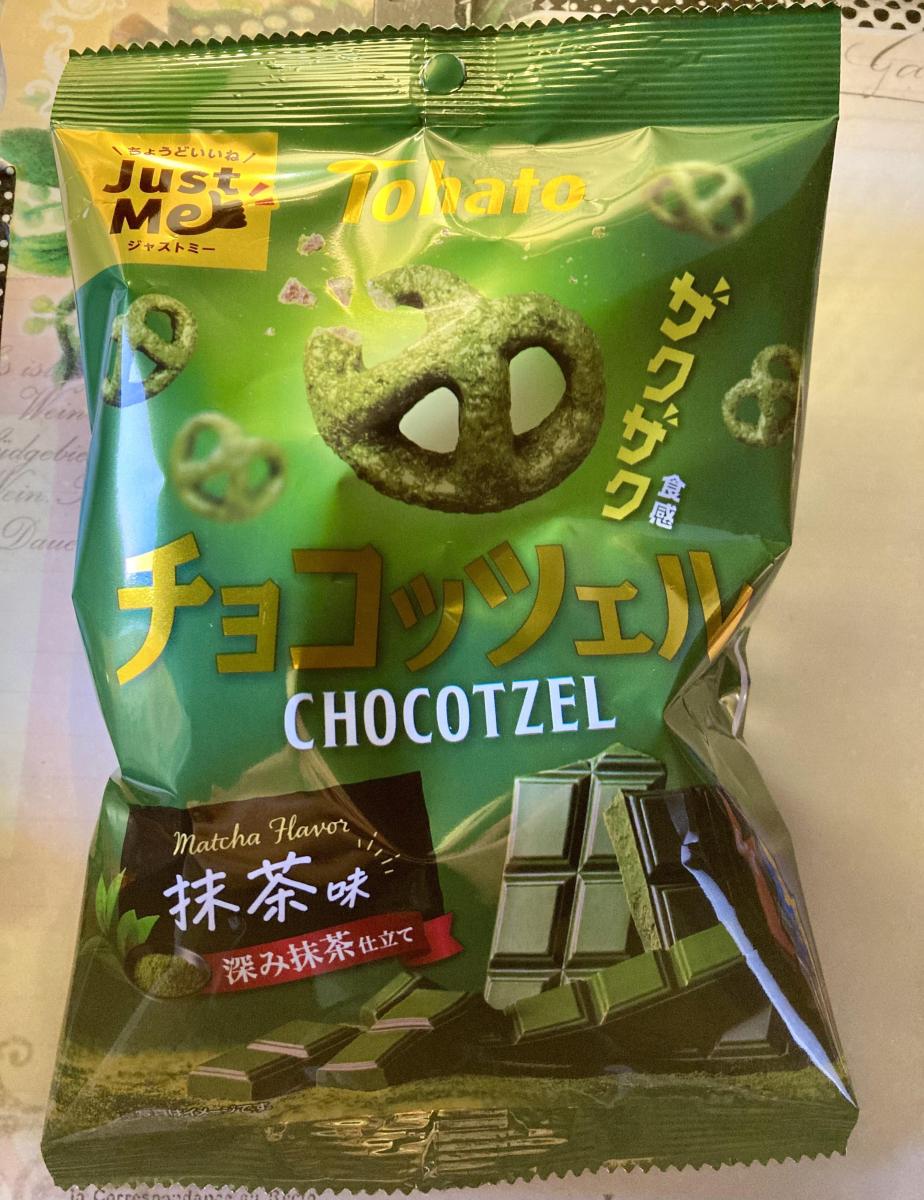 ちょうどいいね
Just
Me
ジャストミー
Tohato
ザクザク
食感
チョコッツェル
CHOCOTZEL
Matcha Flavor
抹茶味
深み抹茶仕立て
Wein
Dau